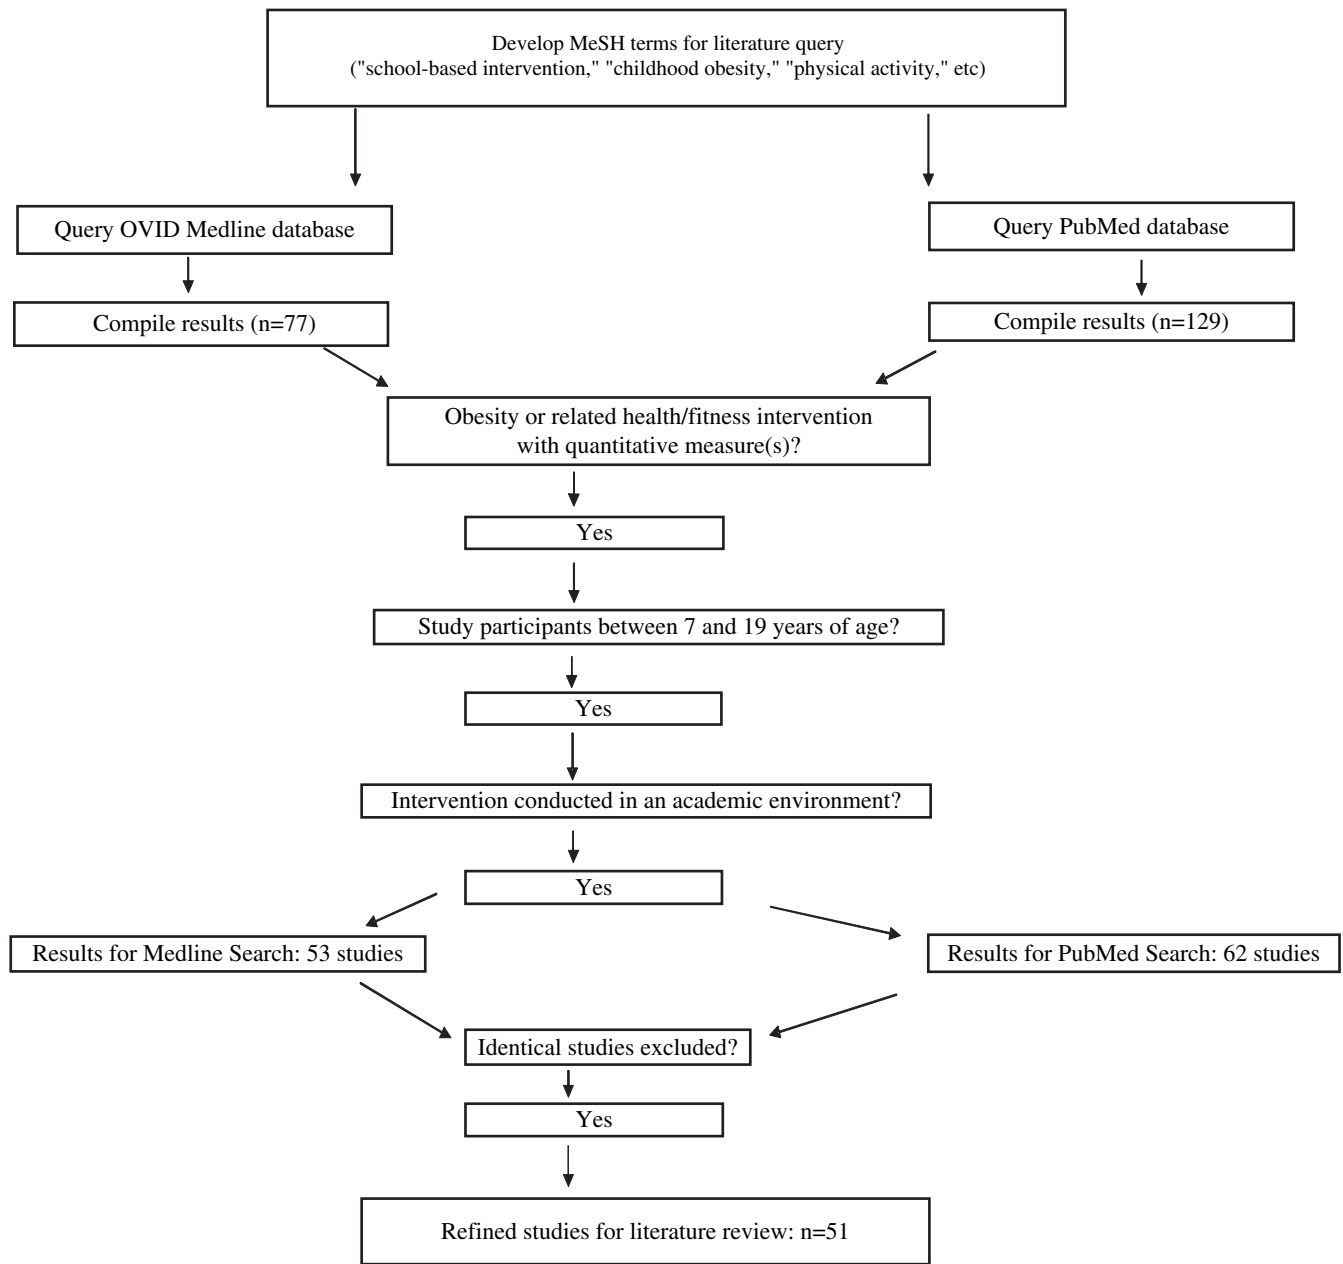 Develop MeSH terms for literature query
("school-based intervention," "childhood obesity," "physical activity," etc)
Query OVID Medline database
Query PubMed database
Compile results (n=77)
Compile results (n=129)
Obesity or related health/fitness intervention
with quantitative measure(s)?
Yes
Study participants between 7 and 19 years of age?
Yes
Intervention conducted in an academic environment?
Yes
Results for Medline Search: 53 studies
Results for PubMed Search: 62 studies
Identical studies excluded?
Yes
Refined studies for literature review: n=51